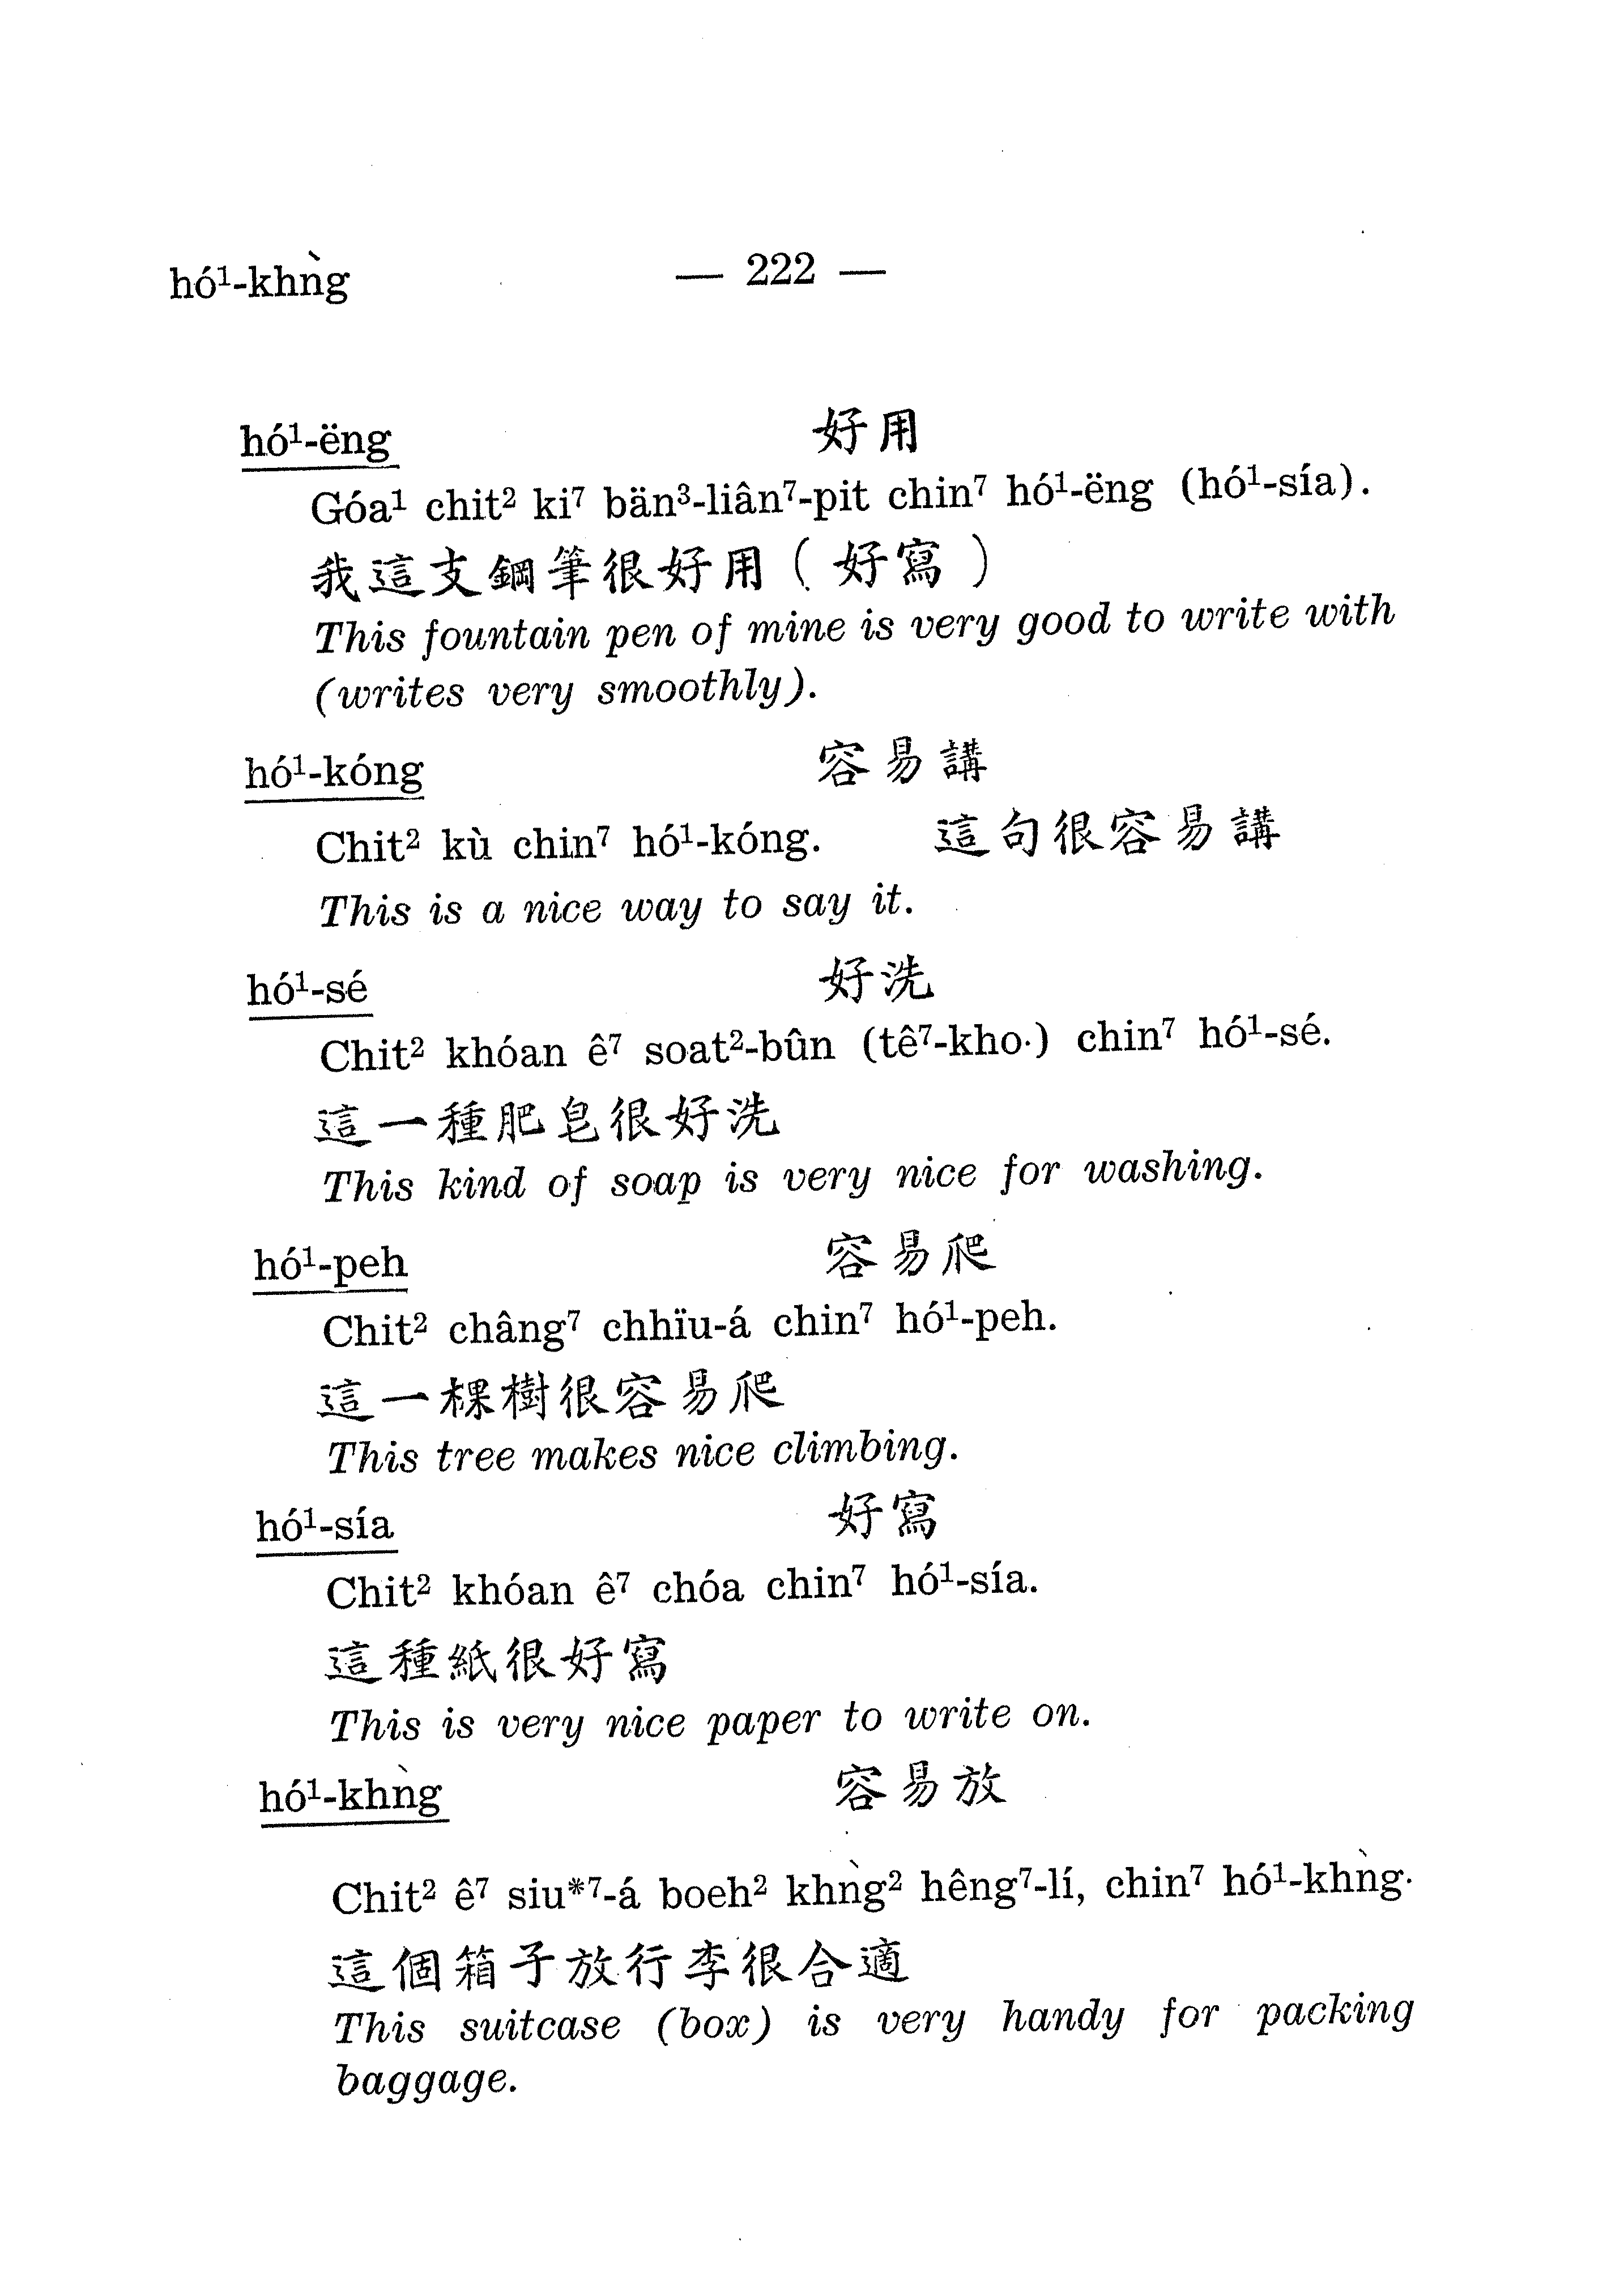 hó¹-khǹg — 222 —
hó¹-ëng 好用
Góa¹ chit² ki⁷ bän³-liân⁷-pit chin⁷ hó¹-ëng (hó¹-sía).
我這支鋼筆很好用(好寫)
This fountain pen of mine is very good to write with
(writes very smoothly).
hó¹-kóng 容易講
Chit² kù chin⁷ hó¹-kóng. 這句很容易講
This is a nice way to say it.
hó¹-sé 好洗
Chit² khóan ê⁷ soat²-bûn (tê⁷-kho·) chin⁷ hó¹-sé.
這一種肥皂很好洗
This kind of soap is very nice for washing.
hó¹-peh 容易爬
Chit² châng⁷ chhïu-á chin⁷ hó¹-peh.
這一棵樹很容易爬
This tree makes nice climbing.
hó¹-sía 好寫
Chit² khóan ê⁷ chóa chin⁷ hó¹-sía.
這種紙很好寫
This is very nice paper to write on.
hó¹-khǹg 容易放
Chit² ê⁷ siu*⁷-á boeh² khǹg² hêng⁷-lí, chin⁷ hó¹-khǹg.
這個箱子放行李很合適
This suitcase (box) is very handy for packing
baggage.